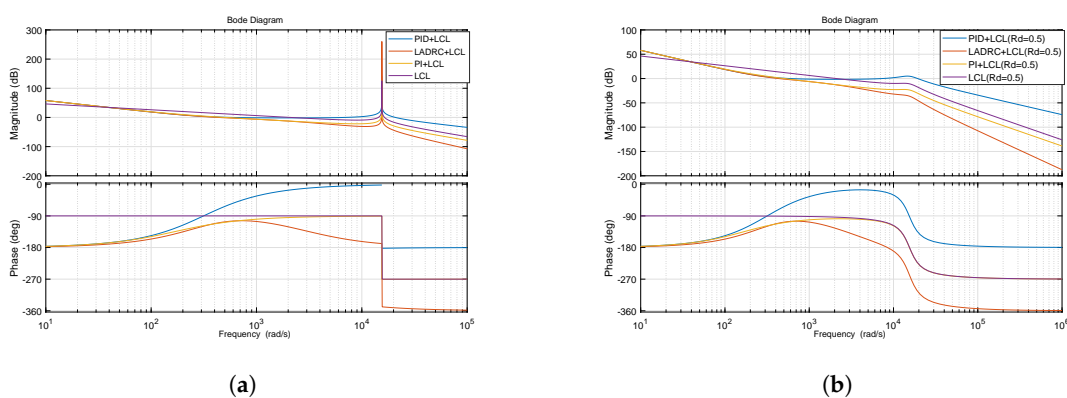 Bode Diagram
300
200
100
0
-100
-200
Magnitude (dB)
PID+LCL
LADRC+LCL
PI+LCL
LCL
0
-90
-180
-270
-360
Phase (deg)
10^1
10^2
10^3
10^4
10^5
Frequency (rad/s)
(a)
Bode Diagram
100
50
0
-50
-100
-150
-200
Magnitude (dB)
PID+LCL(Rd=0.5)
LADRC+LCL(Rd=0.5)
PI+LCL(Rd=0.5)
LCL(Rd=0.5)
0
-90
-180
-270
-360
Phase (deg)
10^1
10^2
10^3
10^4
10^5
10^6
Frequency (rad/s)
(b)